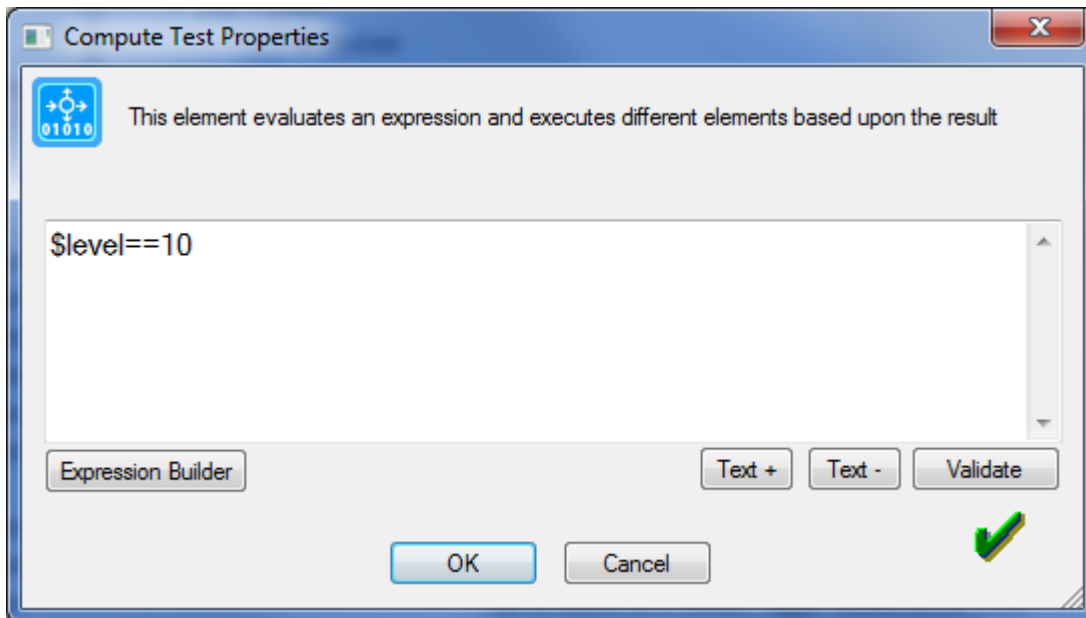 Compute Test Properties
01010
This element evaluates an expression and executes different elements based upon the result
$level==10
Expression Builder
Text +
Text -
Validate
OK
Cancel